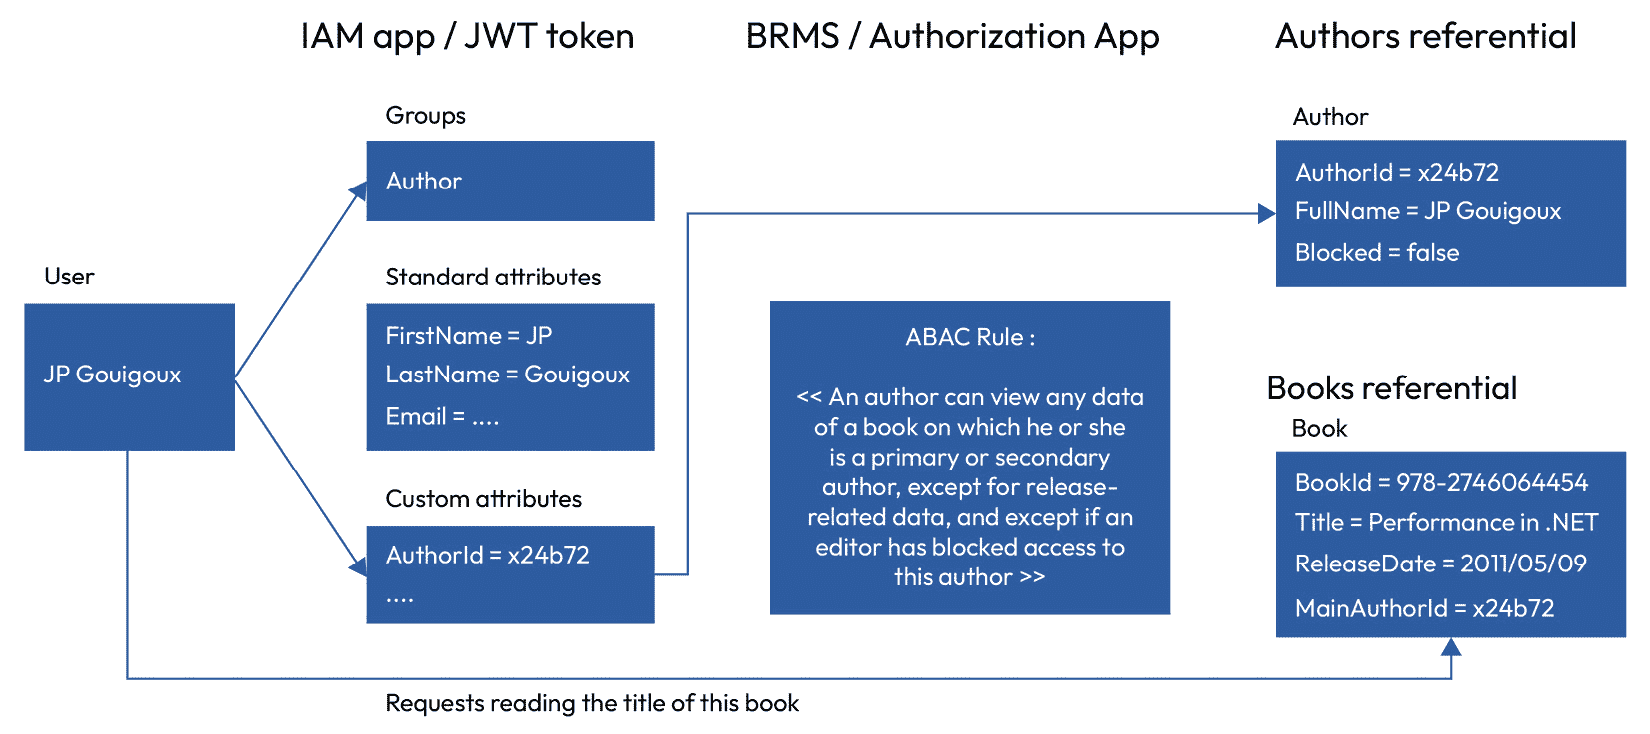 IAM app / JWT token
BRMS / Authorization App
Authors referential
Groups
Author
User
JP Gouigoux
Standard attributes
FirstName = JP
LastName = Gouigoux
Email = ....
Custom attributes
AuthorId = x24b72
....
ABAC Rule :
<< An author can view any data
of a book on which he or she
is a primary or secondary
author, except for release-
related data, and except if an
editor has blocked access to
this author >>
Author
AuthorId = x24b72
FullName = JP Gouigoux
Blocked = false
Books referential
Book
BookId = 978-2746064454
Title = Performance in .NET
ReleaseDate = 2011/05/09
MainAuthorId = x24b72
Requests reading the title of this book